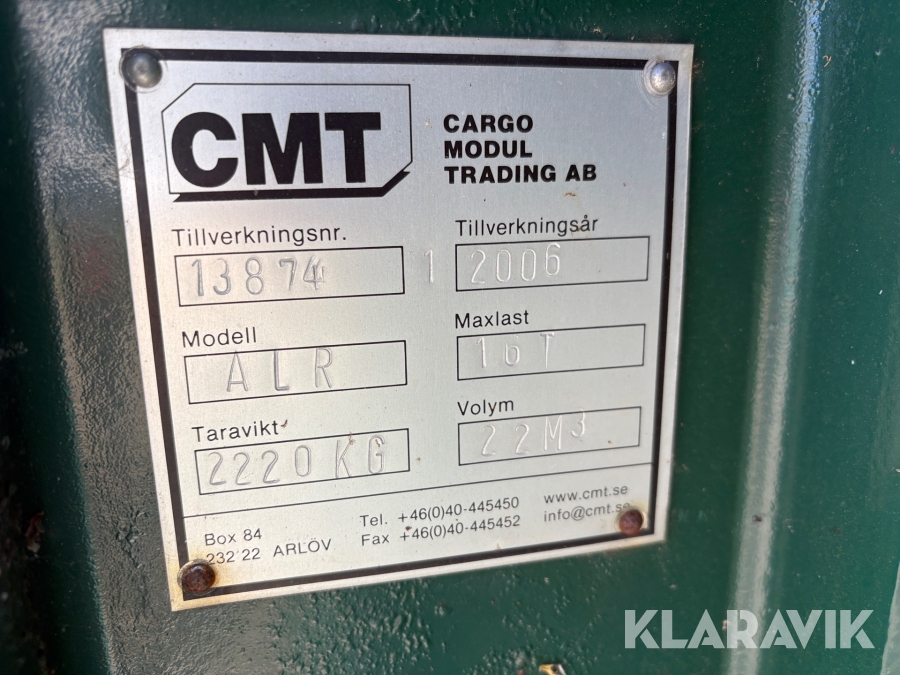 CMT
CARGO
MODUL
TRADING AB
Tillverkningsnr.
13874 1
Tillverkningsår
2006
Modell
ALR
Maxlast
16T
Taravikt
2220KG
Volym
22M3
Box 84
232 22 ARLÖV
Tel. +46(0)40-445450
Fax +46(0)40-445452
www.cmt.se
info@cmt.se
KLARAVIK